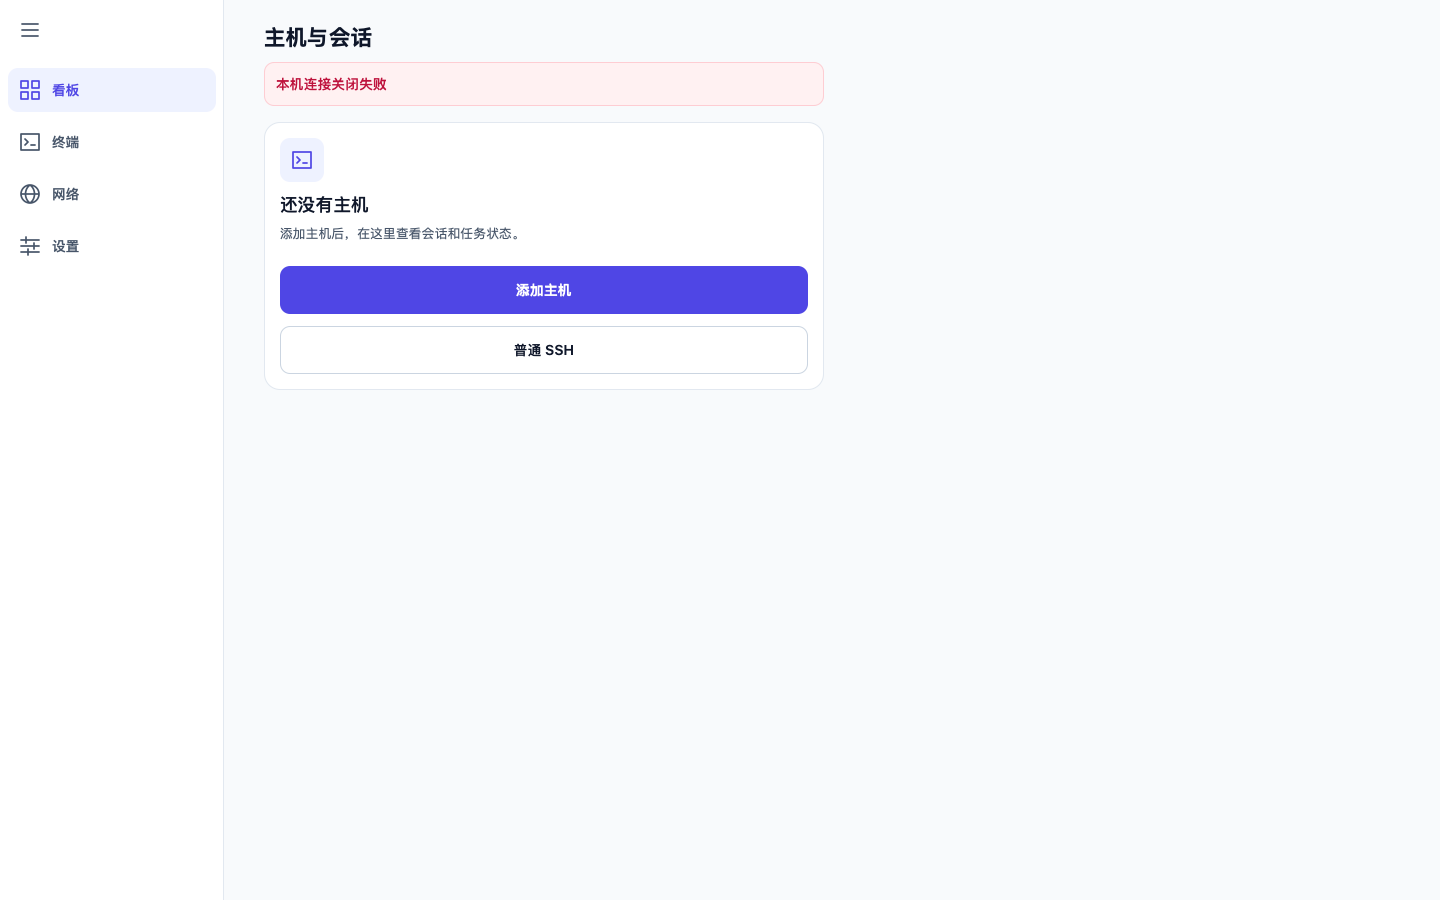 主机与会话
本机连接关闭失败
看板
终端
网络
设置
还没有主机
添加主机后，在这里查看会话和任务状态。
添加主机
普通 SSH